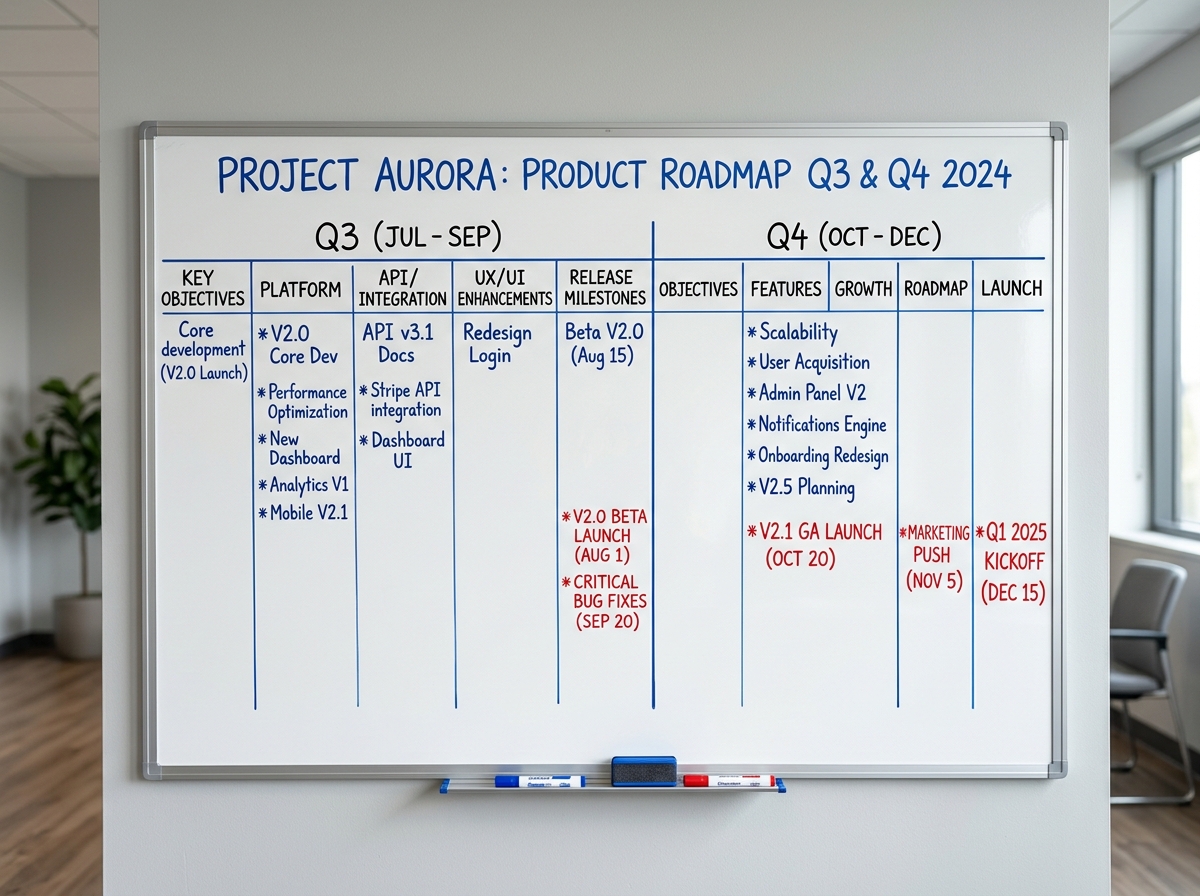 PROJECT AURORA: PRODUCT ROADMAP Q3 & Q4 2024
Q3 (JUL - SEP)
Q4 (OCT - DEC)
KEY
OBJECTIVES
PLATFORM
API/
INTEGRATION
UX/UI
ENHANCEMENTS
RELEASE
MILESTONES
OBJECTIVES
FEATURES
GROWTH
ROADMAP
LAUNCH
Core
development
(V2.0 Launch)
* V2.0
Core Dev
* Performance
Optimization
* New
Dashboard
* Analytics V1
* Mobile V2.1
API v3.1
Docs
* Stripe API
integration
* Dashboard
UI
Redesign
Login
Beta V2.0
(Aug 15)
* V2.0 BETA
LAUNCH
(AUG 1)
* CRITICAL
BUG FIXES
(SEP 20)
* Scalability
* User Acquisition
* Admin Panel V2
* Notifications Engine
* Onboarding Redesign
* V2.5 Planning
* V2.1 GA LAUNCH
(OCT 20)
* MARKETING
PUSH
(NOV 5)
* Q1 2025
KICKOFF
(DEC 15)